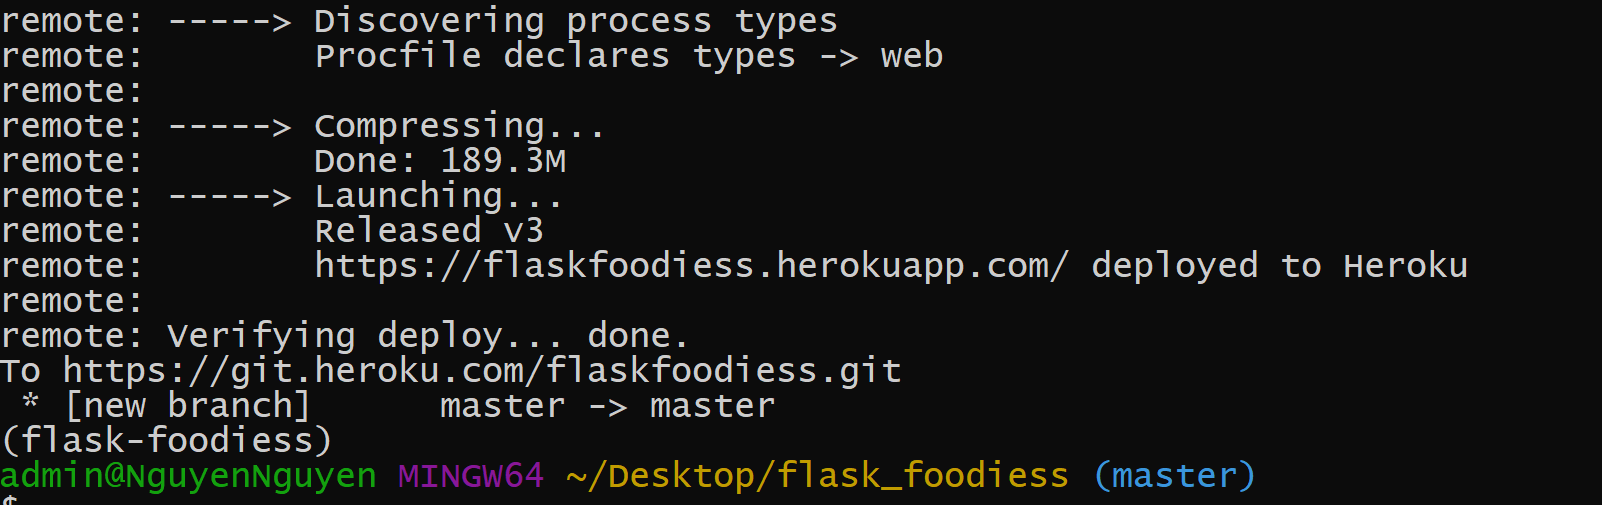 remote: -----> Discovering process types
remote:        Procfile declares types -> web
remote:
remote: -----> Compressing...
remote:        Done: 189.3M
remote: -----> Launching...
remote:        Released v3
remote:        https://flaskfoodiess.herokuapp.com/ deployed to Heroku
remote:
remote: Verifying deploy... done.
To https://git.heroku.com/flaskfoodiess.git
 * [new branch]      master -> master
(flask-foodiess)
admin@NguyenNguyen MINGW64 ~/Desktop/flask_foodiess (master)
$